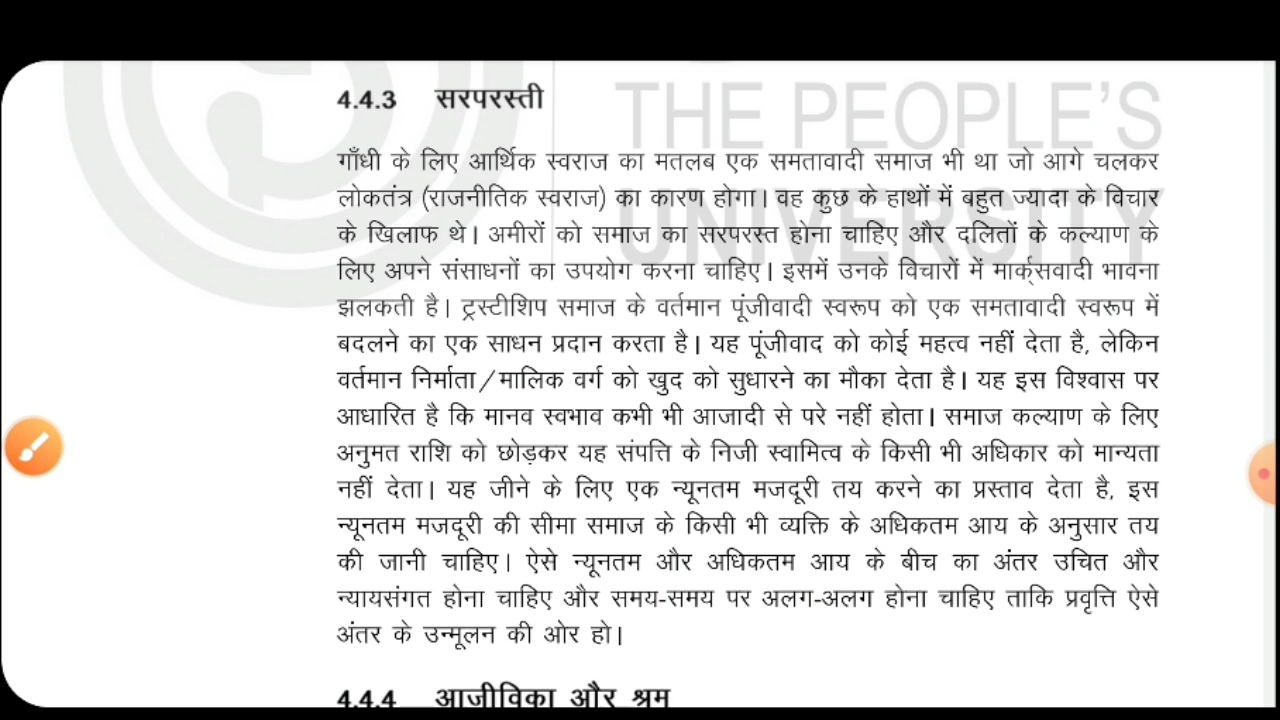 THE PEOPLE'S
UNIVERSITY
4.4.3 सरपरस्ती
गाँधी के लिए आर्थिक स्वराज का मतलब एक समतावादी समाज भी था जो आगे चलकर
लोकतंत्र (राजनीतिक स्वराज) का कारण होगा। वह कुछ के हाथों में बहुत ज्यादा के विचार
के खिलाफ थे। अमीरों को समाज का सरपरस्त होना चाहिए और दलितों के कल्याण के
लिए अपने संसाधनों का उपयोग करना चाहिए। इसमें उनके विचारों में मार्क्सवादी भावना
झलकती है। ट्रस्टीशिप समाज के वर्तमान पूंजीवादी स्वरूप को एक समतावादी स्वरूप में
बदलने का एक साधन प्रदान करता है। यह पूंजीवाद को कोई महत्व नहीं देता है, लेकिन
वर्तमान निर्माता/मालिक वर्ग को खुद को सुधारने का मौका देता है। यह इस विश्वास पर
आधारित है कि मानव स्वभाव कभी भी आजादी से परे नहीं होता। समाज कल्याण के लिए
अनुमत राशि को छोड़कर यह संपत्ति के निजी स्वामित्व के किसी भी अधिकार को मान्यता
नहीं देता। यह जीने के लिए एक न्यूनतम मजदूरी तय करने का प्रस्ताव देता है, इस
न्यूनतम मजदूरी की सीमा समाज के किसी भी व्यक्ति के अधिकतम आय के अनुसार तय
की जानी चाहिए। ऐसे न्यूनतम और अधिकतम आय के बीच का अंतर उचित और
न्यायसंगत होना चाहिए और समय-समय पर अलग-अलग होना चाहिए ताकि प्रवृत्ति ऐसे
अंतर के उन्मूलन की ओर हो।
4.4.4 आजीविका और श्रम